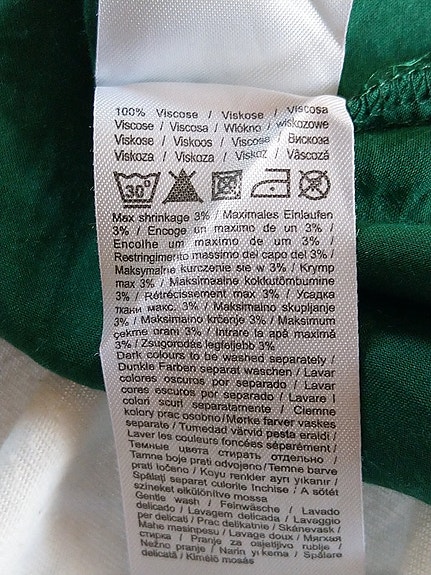 100% Viscose / Viskose / Viscosa
Viscose / Viscosa / Włókno / wiskozowe
Viskose / Viskoos / Viscose / Вискоза
Viskoza / Viskoza / Viskoz / Vâscoză
30°
Max shrinkage 3% / Maximales Einlaufen
3% / Encoge un maximo de un 3% /
Encolhe um maximo de um 3% /
Restringimento massimo del capo del 3% /
Maksymalne kurczenie sie w 3% / Krymp
max 3% / Maksimaalne kokkutõmbumine
3% / Rétrécissement max 3% / Усадка
ткани макс. 3% / Maksimalno skupljanje
3% / Maksimalno krčenje 3% / Maksimum
çekme oranı 3% / Intrare la apă maximă
3% / Zsugorodás legfeljebb 3%
Dark colours to be washed separately /
Dunkle Farben separat waschen / Lavar
colores oscuros por separado / Lavar
cores escuros por separado / Lavare i
colori scuri separatamente / Ciemne
kolory prac osobno / Mørke farver vaskes
separate / Tumedad värvid pesta eraldi /
Laver les couleurs foncées séparément /
Темные цвета стирать отдельно /
Tamne boje prati odvojeno / Temne barve
prati ločeno / Koyu renkler ayrı yıkanır /
Spălați separat culorile inchise / A sötét
színeket elkülönítve mossa
Gentle wash / Feinwäsche / Lavado
delicado / Lavagem delicada / Lavaggio
per delicati / Prac delikatnie / Skånevask /
Mahe masinpesu / Lavage doux / Мягкая
стирка / Pranje za osjetljivo rublje /
Nežno pranje / Narin yıkama / Spălare
delicată / Kímélő mosás